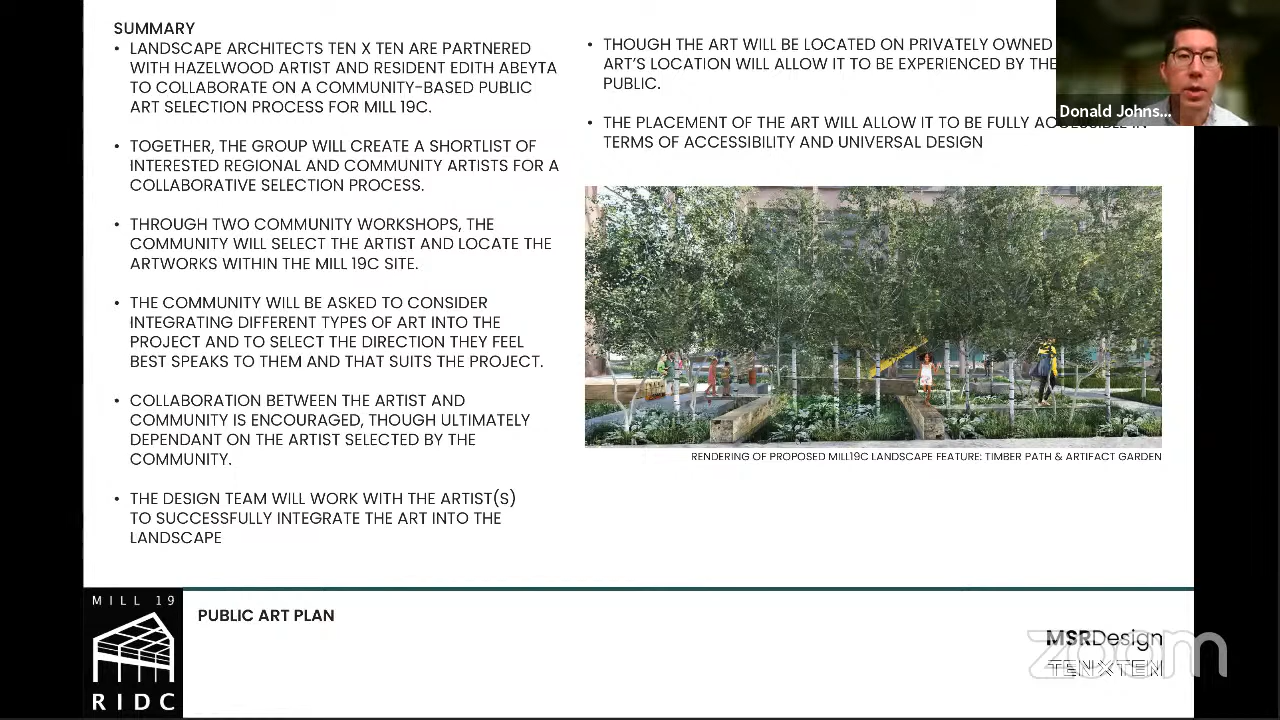 SUMMARY
• LANDSCAPE ARCHITECTS TEN X TEN ARE PARTNERED
WITH HAZELWOOD ARTIST AND RESIDENT EDITH ABEYTA
TO COLLABORATE ON A COMMUNITY-BASED PUBLIC
ART SELECTION PROCESS FOR MILL 19C.
• TOGETHER, THE GROUP WILL CREATE A SHORTLIST OF
INTERESTED REGIONAL AND COMMUNITY ARTISTS FOR A
COLLABORATIVE SELECTION PROCESS.
• THROUGH TWO COMMUNITY WORKSHOPS, THE
COMMUNITY WILL SELECT THE ARTIST AND LOCATE THE
ARTWORKS WITHIN THE MILL 19C SITE.
• THE COMMUNITY WILL BE ASKED TO CONSIDER
INTEGRATING DIFFERENT TYPES OF ART INTO THE
PROJECT AND TO SELECT THE DIRECTION THEY FEEL
BEST SPEAKS TO THEM AND THAT SUITS THE PROJECT.
• COLLABORATION BETWEEN THE ARTIST AND
COMMUNITY IS ENCOURAGED, THOUGH ULTIMATELY
DEPENDANT ON THE ARTIST SELECTED BY THE
COMMUNITY.
• THE DESIGN TEAM WILL WORK WITH THE ARTIST(S)
TO SUCCESSFULLY INTEGRATE THE ART INTO THE
LANDSCAPE
• THOUGH THE ART WILL BE LOCATED ON PRIVATELY OWNED
ART'S LOCATION WILL ALLOW IT TO BE EXPERIENCED BY THE
PUBLIC.
• THE PLACEMENT OF THE ART WILL ALLOW IT TO BE FULLY
TERMS OF ACCESSIBILITY AND UNIVERSAL DESIGN
Donald Johns...
RENDERING OF PROPOSED MILL19C LANDSCAPE FEATURE: TIMBER PATH & ARTIFACT GARDEN
MILL 19
RIDC
PUBLIC ART PLAN
MSRDesign
TEN X TEN
zoom